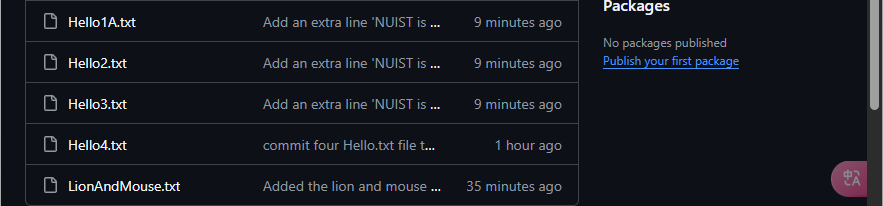 Packages
Hello1A.txt Add an extra line 'NUIST is ... 9 minutes ago
No packages published
Hello2.txt Add an extra line 'NUIST is ... 9 minutes ago
Publish your first package
Hello3.txt Add an extra line 'NUIST is ... 9 minutes ago
Hello4.txt commit four Hello.txt file t... 1 hour ago
LionAndMouse.txt Added the lion and mouse ... 35 minutes ago
中A